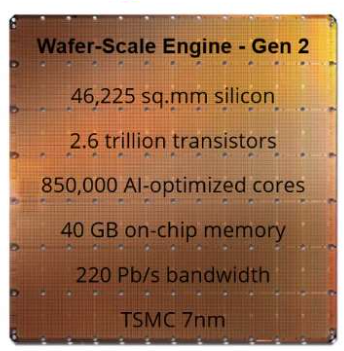 Wafer-Scale Engine - Gen 2
46,225 sq.mm silicon
2.6 trillion transistors
850,000 AI-optimized cores
40 GB on-chip memory
220 Pb/s bandwidth
TSMC 7nm